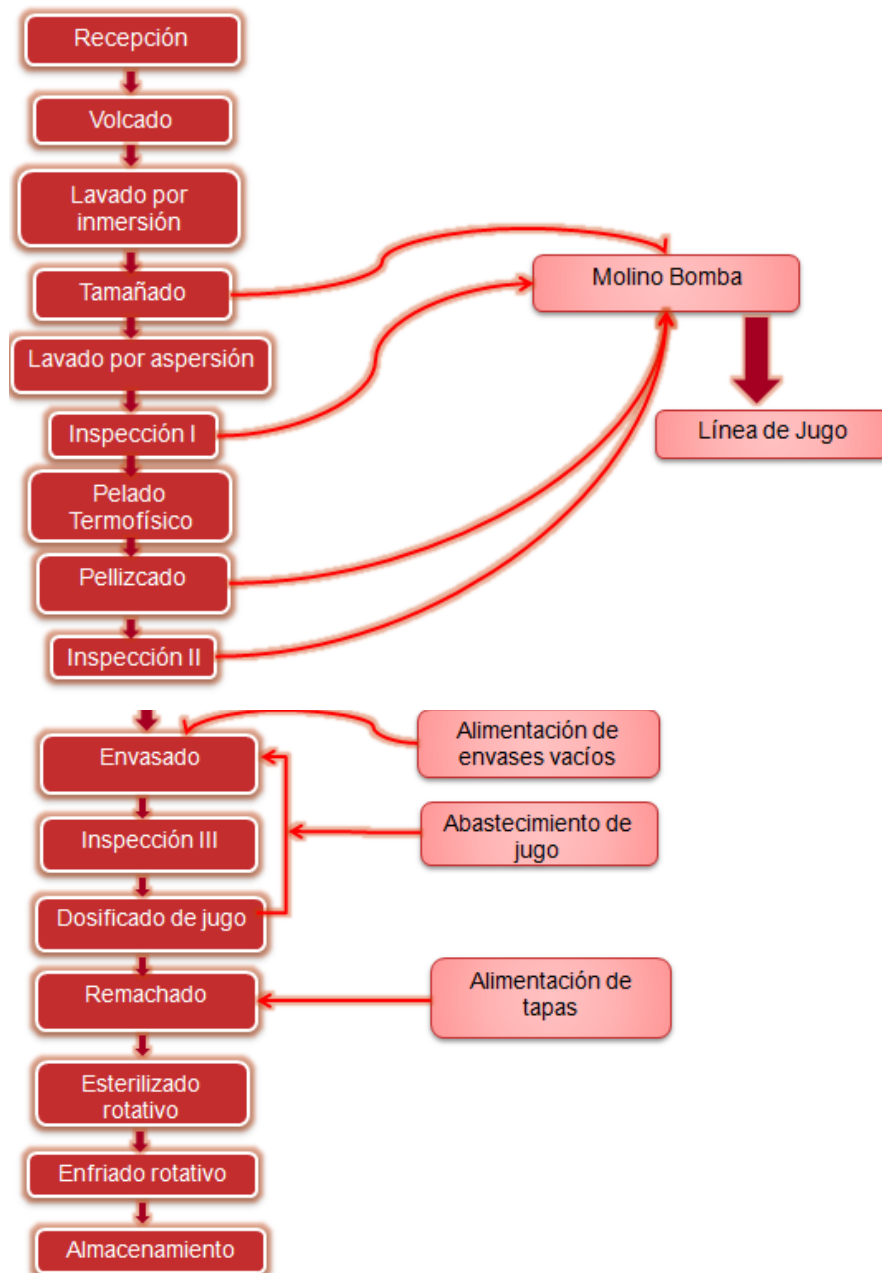 Recepción
Volcado
Lavado por
inmersión
Tamañado
Molino Bomba
Lavado por aspersión
Inspección I
Línea de Jugo
Pelado
Termofísico
Pellizcado
Inspección II
Envasado
Alimentación de
envases vacíos
Inspección III
Abastecimiento de
jugo
Dosificado de jugo
Remachado
Alimentación de
tapas
Esterilizado
rotativo
Enfriado rotativo
Almacenamiento